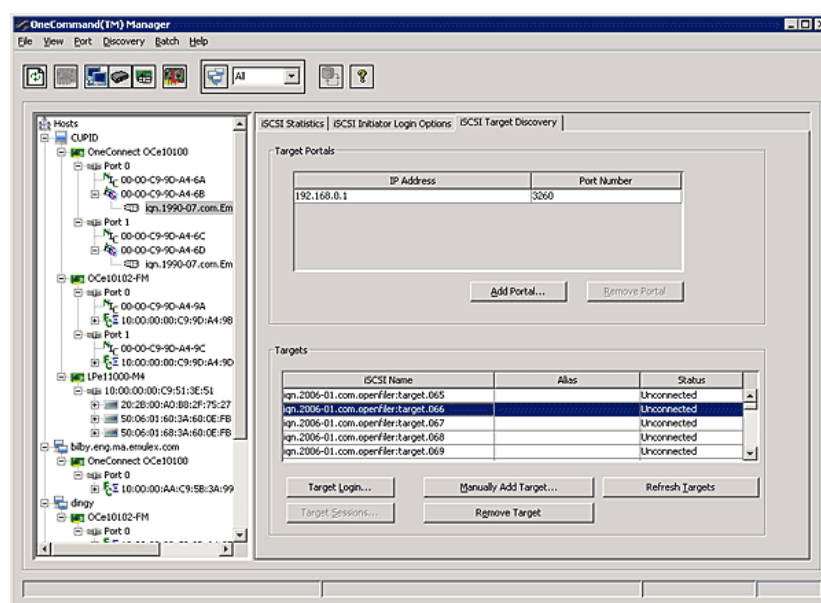 OneCommand(TM) Manager
File View Port Discovery Batch Help
All
Hosts
CUPID
OneConnect OCe10100
Port 0
00-00-C9-9D-A4-6A
00-00-C9-9D-A4-6B
iqn.1990-07.com.Em
Port 1
00-00-C9-9D-A4-6C
00-00-C9-9D-A4-6D
iqn.1990-07.com.Em
OCe10102-FM
Port 0
00-00-C9-9D-A4-9A
10:00:00:00:C9:9D:A4:98
Port 1
00-00-C9-9D-A4-9C
10:00:00:00:C9:9D:A4:9D
LPe11000-M4
10:00:00:00:C9:51:3E:51
20:2B:00:A0:B8:2F:75:27
50:06:01:60:3A:60:0E:FB
50:06:01:68:3A:60:0E:FB
bilby.eng.ma.emulex.com
OneConnect OCe10100
Port 0
10:00:00:AA:C9:5B:3A:99
dingy
OCe10102-FM
Port 0
iSCSI Statistics iSCSI Initiator Login Options iSCSI Target Discovery
Target Portals
IP Address Port Number
192.168.0.1 3260
Add Portal... Remove Portal
Targets
iSCSI Name Alias Status
iqn.2006-01.com.openfiler:target.065 Unconnected
iqn.2006-01.com.openfiler:target.066 Unconnected
iqn.2006-01.com.openfiler:target.067 Unconnected
iqn.2006-01.com.openfiler:target.068 Unconnected
iqn.2006-01.com.openfiler:target.069 Unconnected
Target Login... Manually Add Target... Refresh Targets
Target Sessions... Remove Target